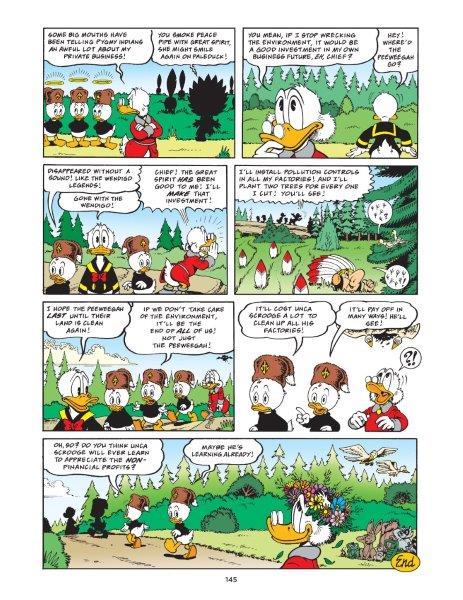 SOME BIG MOUTHS HAVE
BEEN TELLING PYGMY INDIANS
AN AWFUL LOT ABOUT MY
PRIVATE BUSINESS!
YOU SMOKE PEACE
PIPE WITH GREAT SPIRIT,
SHE MIGHT SMILE
AGAIN ON PALEDUCK!
YOU MEAN, IF I STOP WRECKING
THE ENVIRONMENT, IT WOULD BE
A GOOD INVESTMENT IN MY OWN
BUSINESS FUTURE, EH, CHIEF?
HEY!
WHERE'D
THE
PEEWEEGAH
GO?
DISAPPEARED WITHOUT A
SOUND! LIKE THE WENDIGO
LEGENDS!
GONE WITH THE
WENDIGO!
CHIEF! THE GREAT
SPIRIT HAS BEEN
GOOD TO ME! I'LL
MAKE THAT
INVESTMENT!
I'LL INSTALL POLLUTION CONTROLS
IN ALL MY FACTORIES! AND I'LL
PLANT TWO TREES FOR EVERY ONE
I CUT! YOU'LL SEE!
I HOPE THE PEEWEEGAH
LAST UNTIL THEIR
LAND IS CLEAN
AGAIN!
IF WE DON'T TAKE CARE
OF THE ENVIRONMENT,
IT'LL BE THE
END OF ALL OF US!
NOT JUST
THE PEEWEEGAH!
IT'LL COST UNCA
SCROOGE A LOT
TO CLEAN UP ALL HIS
FACTORIES!
IT'LL PAY OFF IN
MANY WAYS! HE'LL
SEE!
?!
OH, SO? DO YOU THINK UNCA
SCROOGE WILL EVER LEARN
TO APPRECIATE THE NON-
FINANCIAL PROFITS?
MAYBE HE'S
LEARNING ALREADY!
End
145